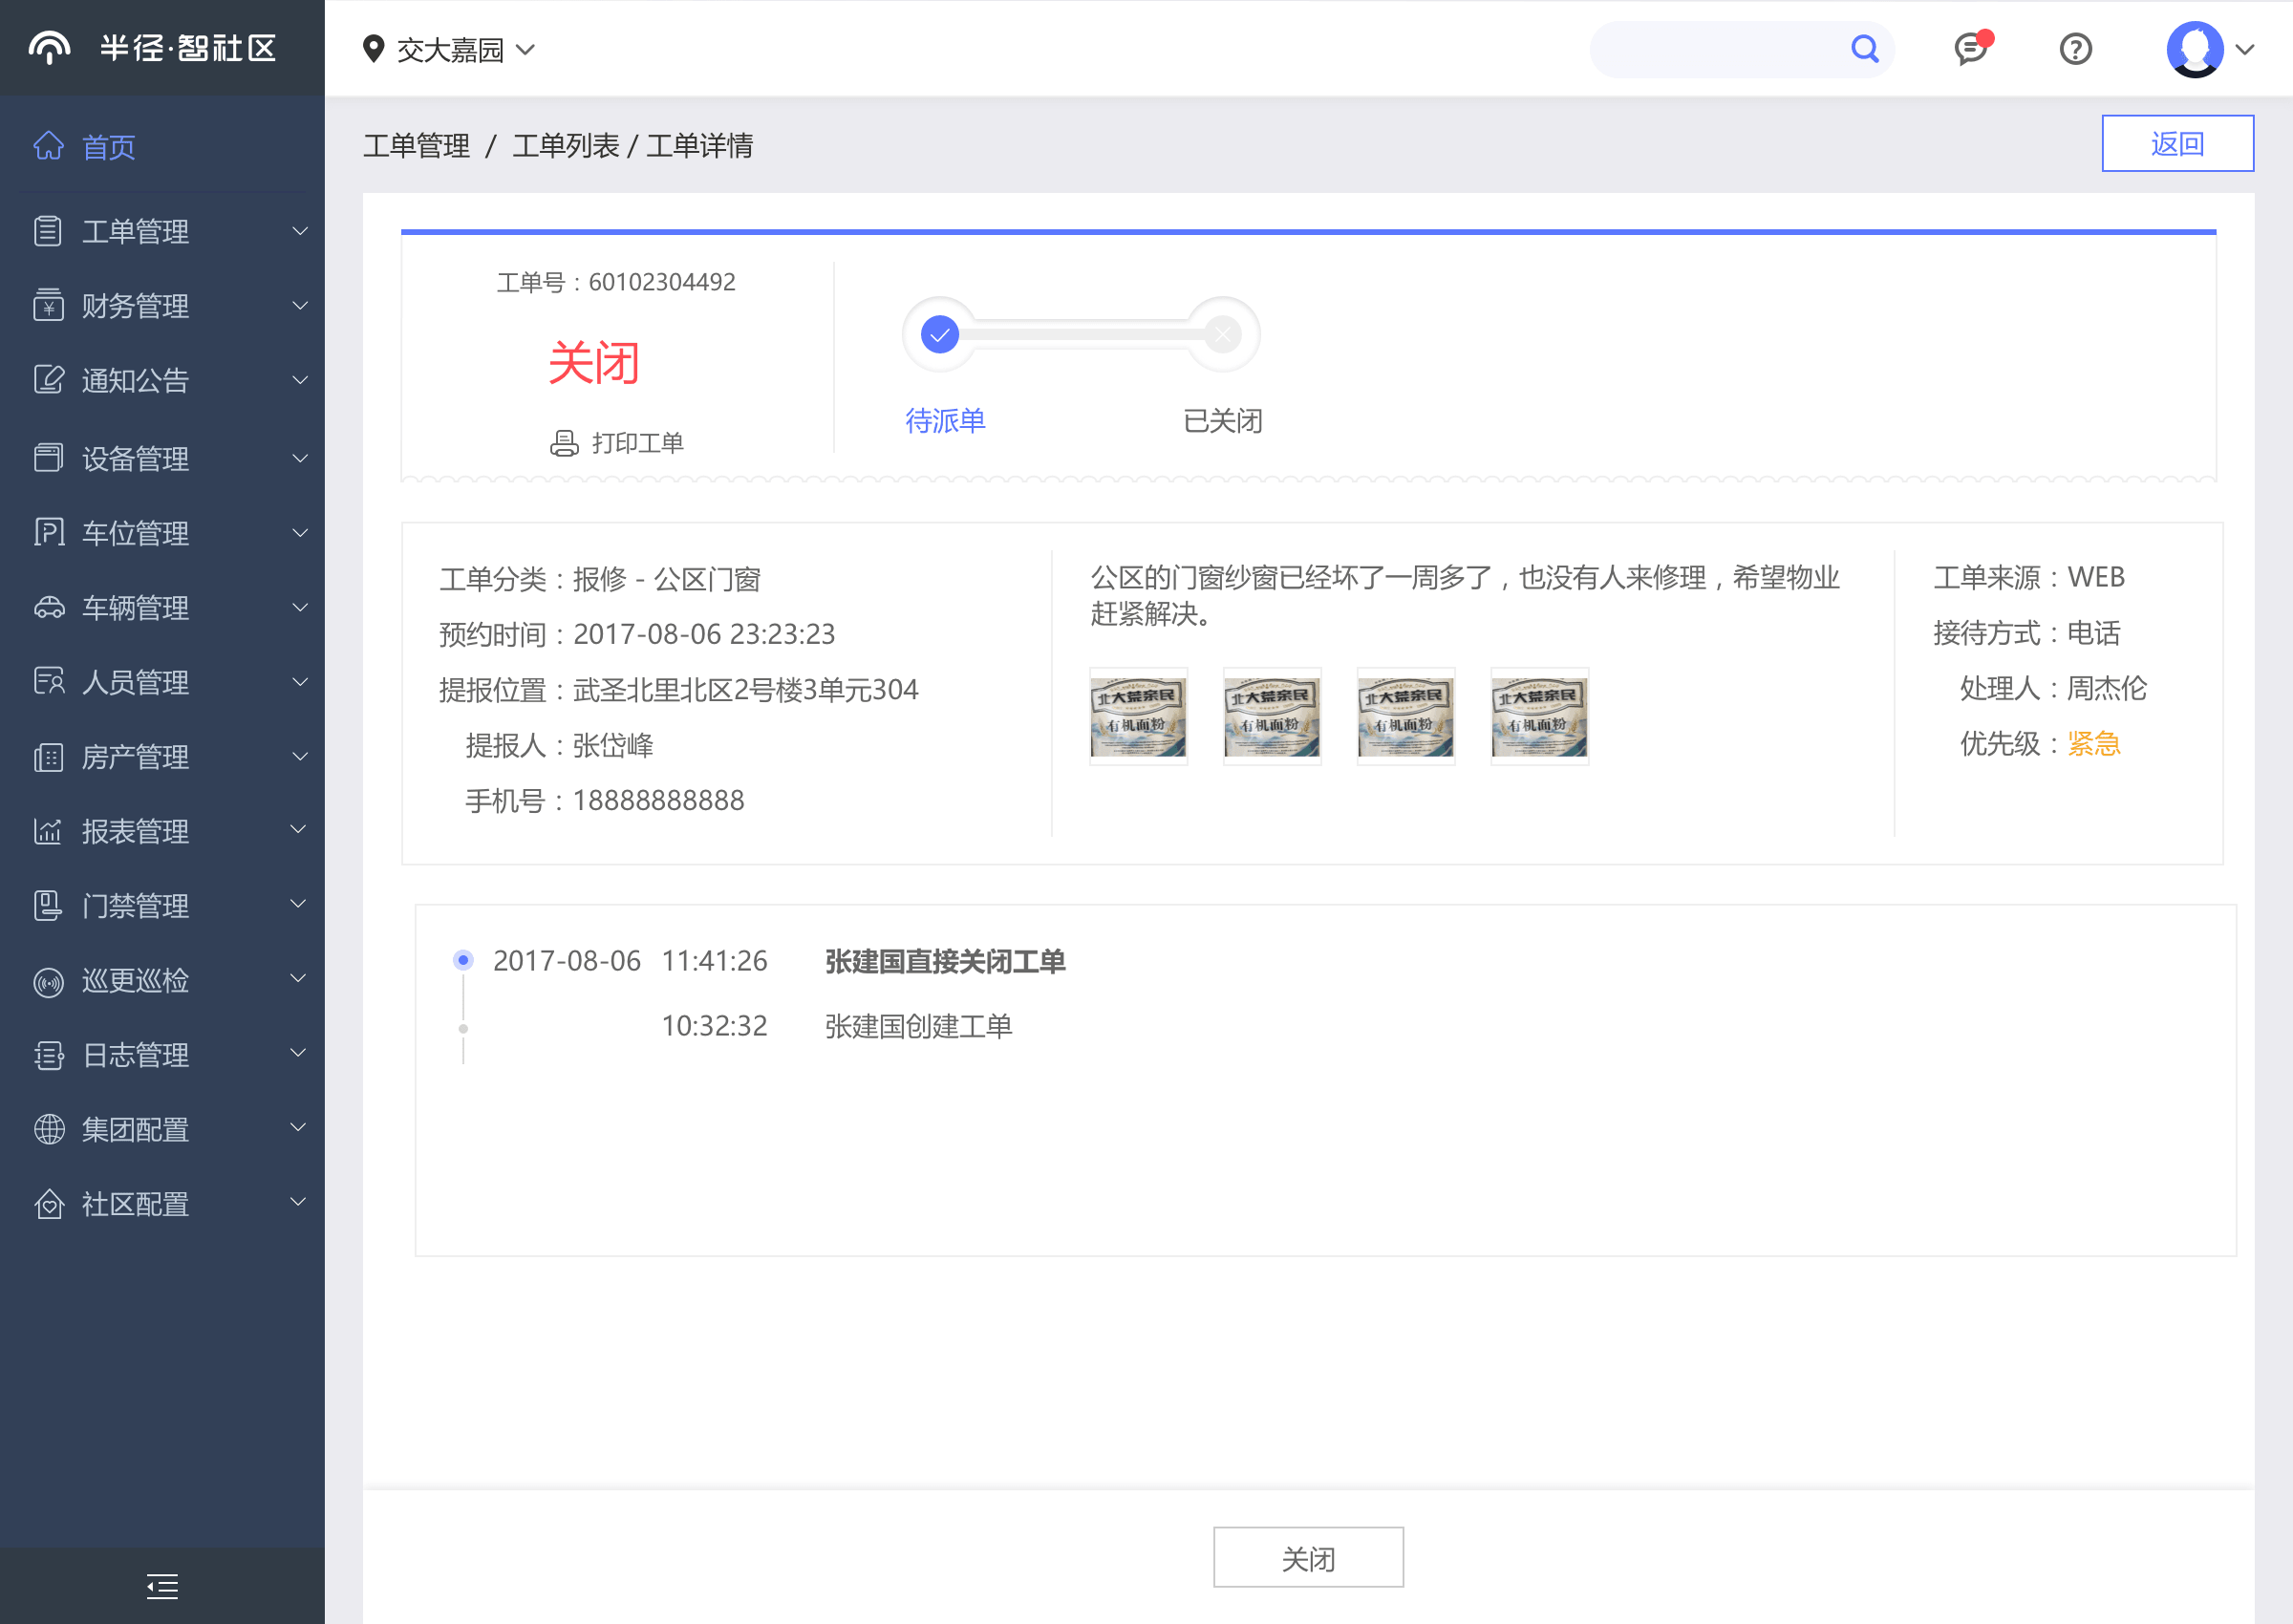 半径·智社区
交大嘉园
首页
工单管理
财务管理
通知公告
设备管理
车位管理
车辆管理
人员管理
房产管理
报表管理
门禁管理
巡更巡检
日志管理
集团配置
社区配置
工单管理 / 工单列表 / 工单详情
返回
工单号：60102304492
关闭
打印工单
待派单
已关闭
工单分类：报修 - 公区门窗
预约时间：2017-08-06 23:23:23
提报位置：武圣北里北区2号楼3单元304
提报人：张岱峰
手机号：18888888888
公区的门窗纱窗已经坏了一周多了，也没有人来修理，希望物业
赶紧解决。
北大荒亲民
有机面粉
北大荒亲民
有机面粉
北大荒亲民
有机面粉
北大荒亲民
有机面粉
工单来源：WEB
接待方式：电话
处理人：周杰伦
优先级：紧急
2017-08-06 11:41:26 张建国直接关闭工单
10:32:32 张建国创建工单
关闭